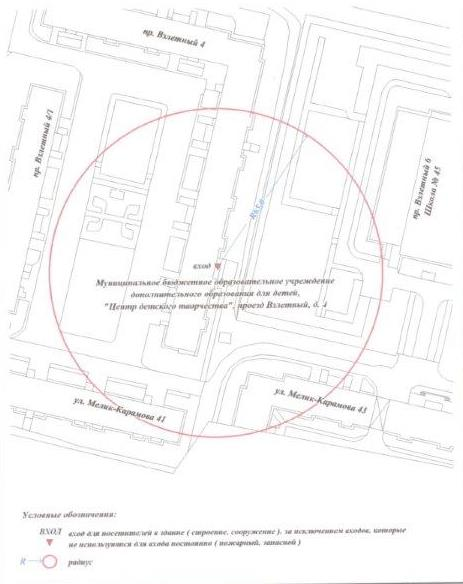 пр. Взлетный 4
пр. Взлетный 4/1
пр. Взлетный 6
Школа № 45
вход
Муниципальное бюджетное образовательное учреждение
дополнительного образования для детей,
"Центр детского творчества", проезд Взлетный, д. 4
ул. Мелик-Карамова 41
ул. Мелик-Карамова 43
Условные обозначения:
ВХОД вход для посетителей в здание ( строение, сооружение ), за исключением входов, которые
не используются для входа постоянно ( пожарный, запасной )
R радиус